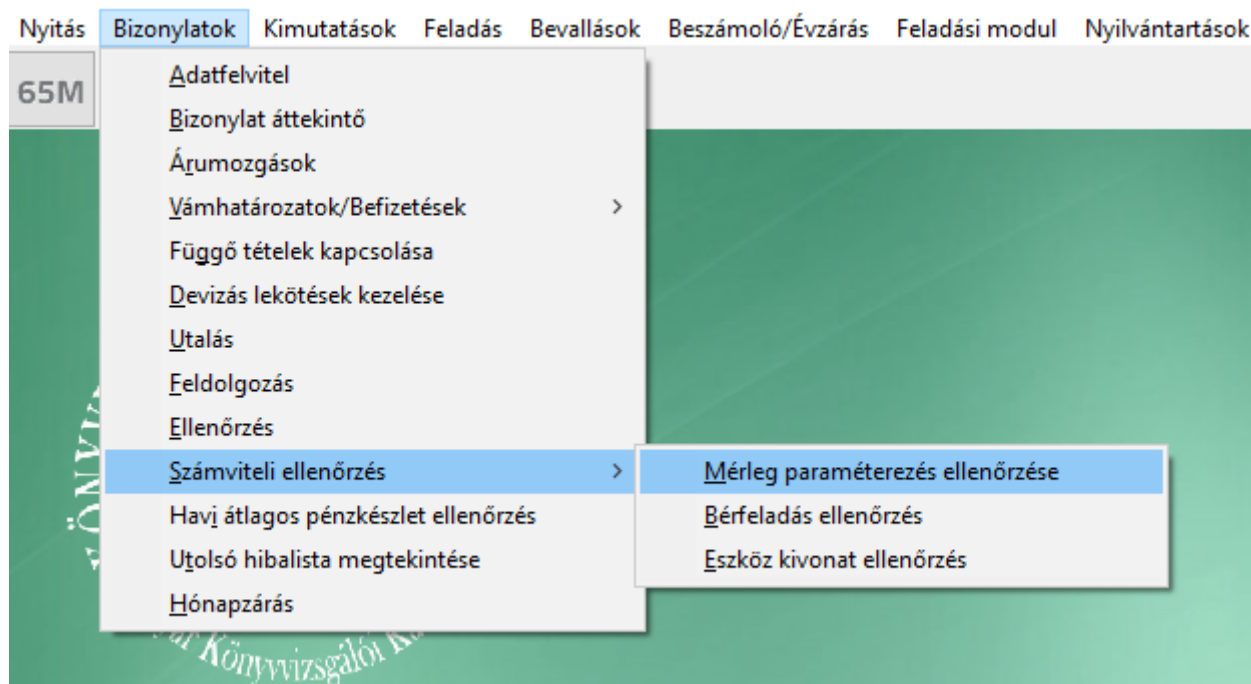 Nyitás Bizonylatok Kimutatások Feladás Bevallások Beszámoló/Évzárás Feladási modul Nyilvántartások
65M
Adatfelvitel
Bizonylat áttekintő
Árumozgások
Vámhatározatok/Befizetések >
Függő tételek kapcsolása
Devizás lekötések kezelése
Utalás
Feldolgozás
Ellenőrzés
Számviteli ellenőrzés >
Mérleg paraméterezés ellenőrzése
Bérfeladás ellenőrzés
Eszköz kivonat ellenőrzés
Havi átlagos pénzkészlet ellenőrzés
Utolsó hibalista megtekintése
Hónapzárás
Könyvvizsgálói